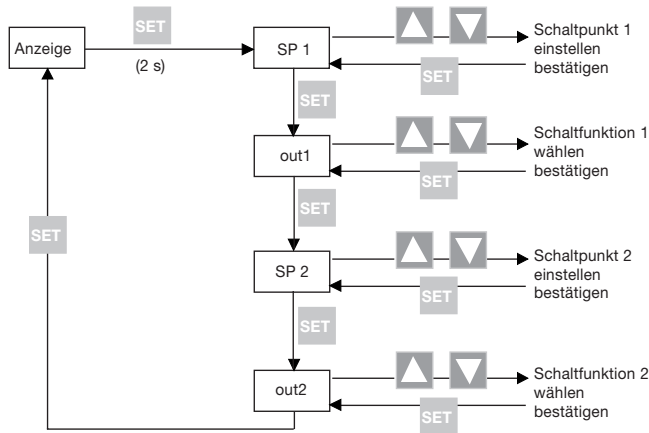 SET
Anzeige
(2 s)
SP 1
Schaltpunkt 1
einstellen
bestätigen
SET
SET
out1
Schaltfunktion 1
wählen
bestätigen
SET
SET
SET
SP 2
Schaltpunkt 2
einstellen
bestätigen
SET
SET
out2
Schaltfunktion 2
wählen
bestätigen
SET